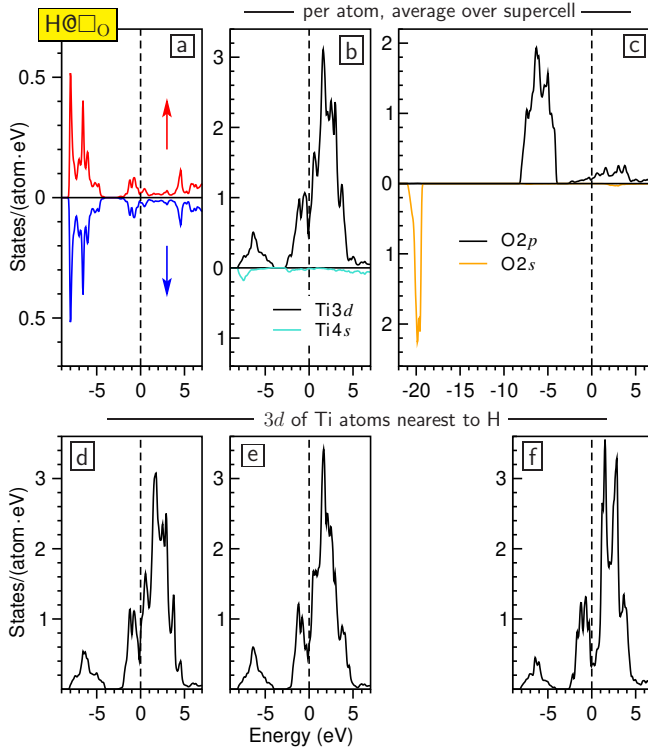 per atom, average over supercell
H@□O
a
b
c
States/(atom·eV)
0.5
0
0.5
3
2
1
0
1
2
1
0
1
2
Ti3d
Ti4s
O2p
O2s
-5 0 5
-5 0 5
-20 -15 -10 -5 0 5
3d of Ti atoms nearest to H
d
e
f
States/(atom·eV)
3
2
1
3
2
1
3
2
1
-5 0 5
-5 0 5
-5 0 5
Energy (eV)